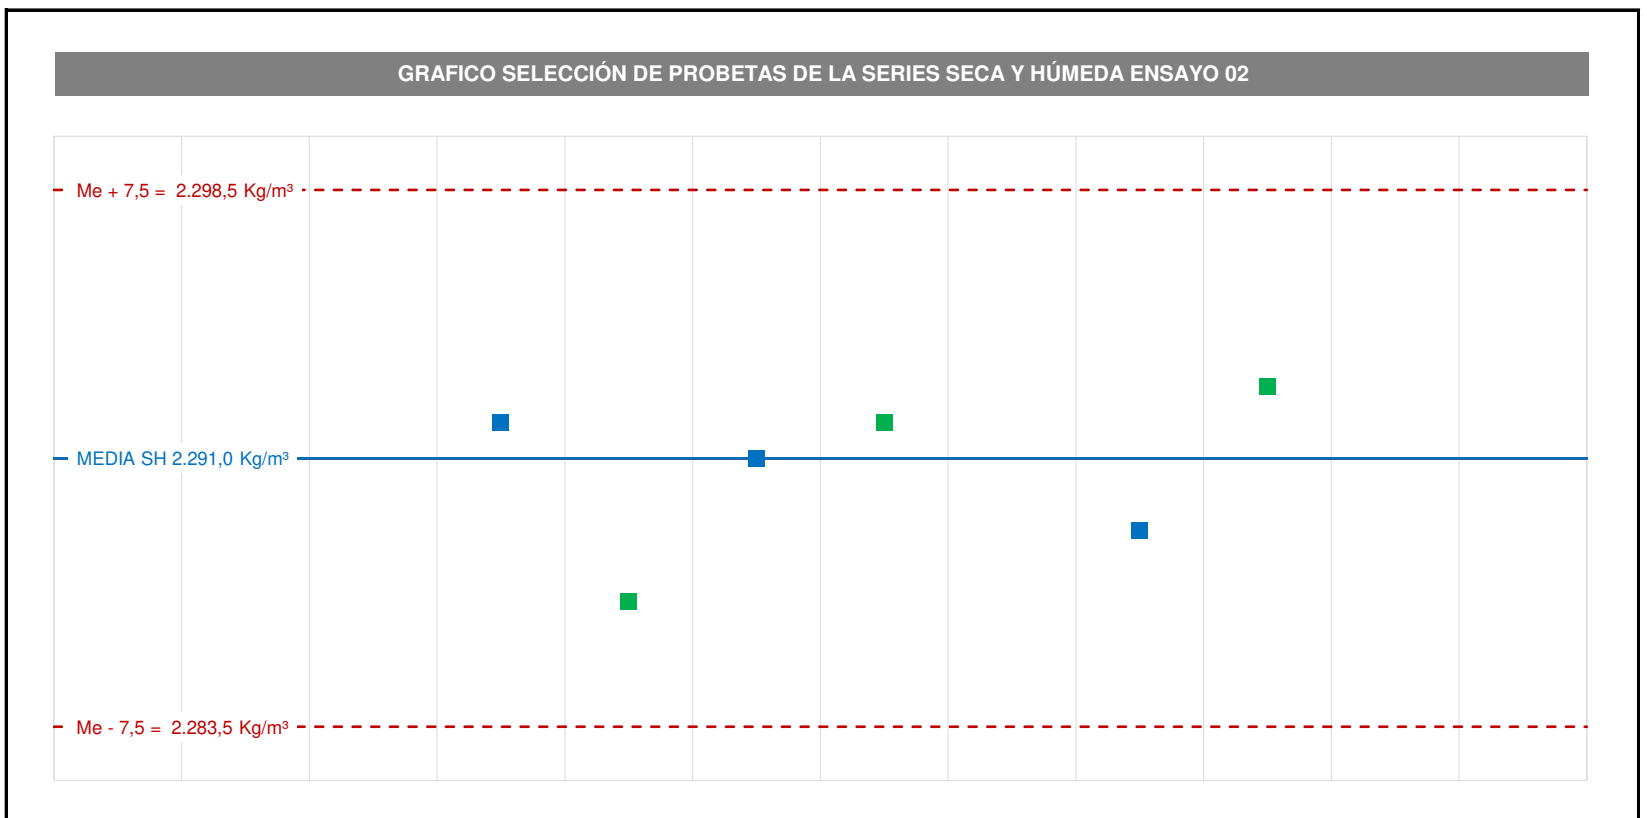 GRAFICO SELECCIÓN DE PROBETAS DE LA SERIES SECA Y HÚMEDA ENSAYO 02
Me + 7,5 = 2.298,5 Kg/m³
MEDIA SH 2.291,0 Kg/m³
Me - 7,5 = 2.283,5 Kg/m³